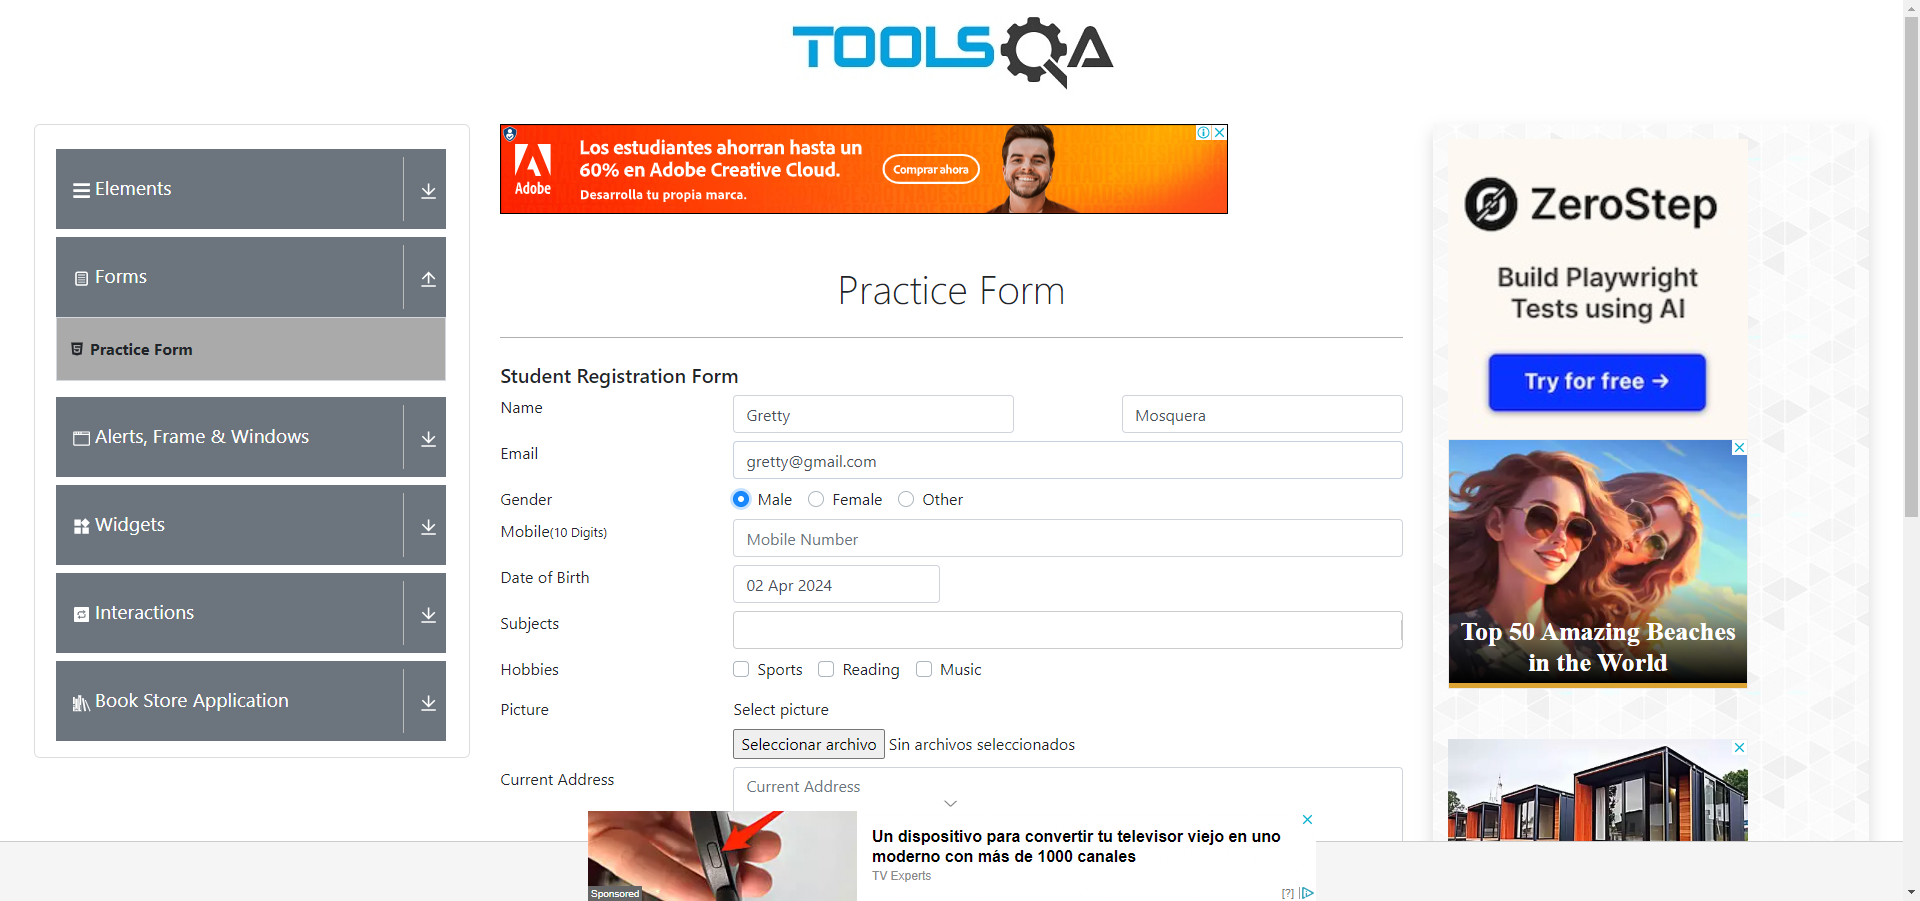 TOOLSQA
Elements
Forms
Practice Form
Alerts, Frame & Windows
Widgets
Interactions
Book Store Application
Adobe
Los estudiantes ahorran hasta un
60% en Adobe Creative Cloud.
Desarrolla tu propia marca.
Comprar ahora
Practice Form
Student Registration Form
Name
Gretty
Mosquera
Email
gretty@gmail.com
Gender
Male Female Other
Mobile(10 Digits)
Mobile Number
Date of Birth
02 Apr 2024
Subjects
Hobbies
Sports Reading Music
Picture
Select picture
Seleccionar archivo Sin archivos seleccionados
Current Address
Current Address
Sponsored
Un dispositivo para convertir tu televisor viejo en uno
moderno con más de 1000 canales
TV Experts
[?]
ZeroStep
Build Playwright
Tests using AI
Try for free →
Top 50 Amazing Beaches
in the World